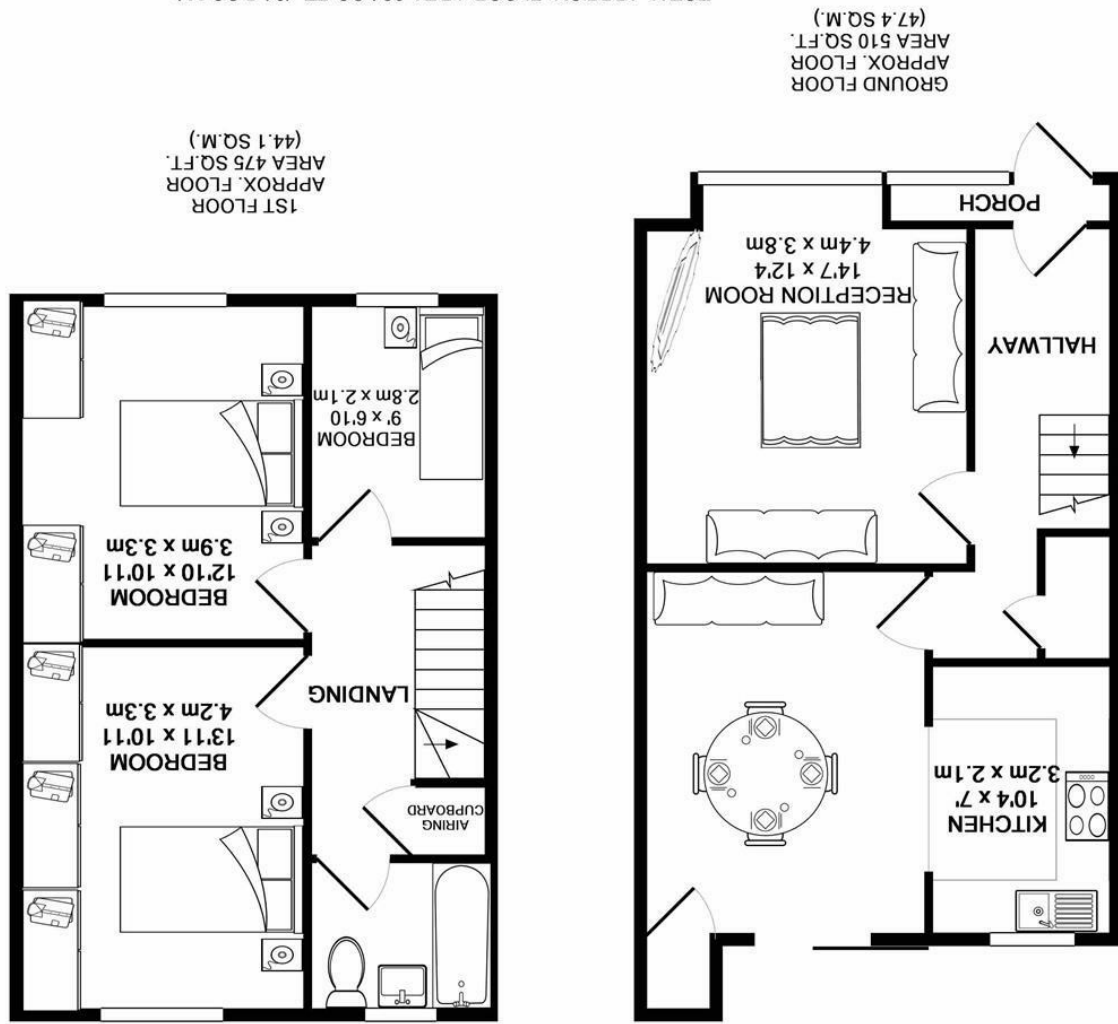 KITCHEN
10'4 x 7'
3.2m x 2.1m
HALLWAY
RECEPTION ROOM
14'7 x 12'4
4.4m x 3.8m
PORCH
GROUND FLOOR
APPROX. FLOOR
AREA 510 SQ.FT.
(47.4 SQ.M.)
AIRING
CUPBOARD
LANDING
BEDROOM
13'11 x 10'11
4.2m x 3.3m
BEDROOM
12'10 x 10'11
3.9m x 3.3m
BEDROOM
9' x 6'10
2.8m x 2.1m
1ST FLOOR
APPROX. FLOOR
AREA 475 SQ.FT.
(44.1 SQ.M.)